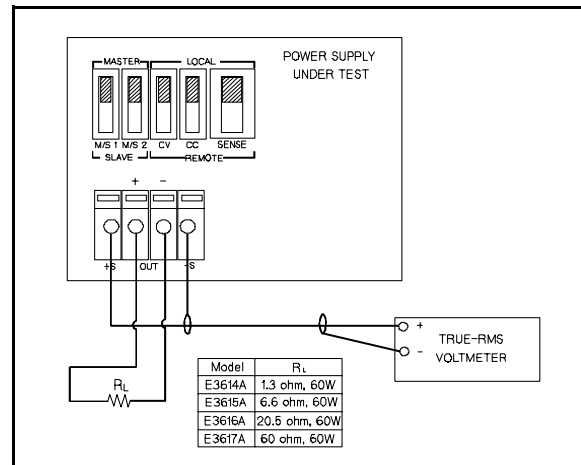 POWER SUPPLY
UNDER TEST
MASTER LOCAL
M/S 1 M/S 2 CV CC SENSE
SLAVE REMOTE
+ -
+S OUT -S
+
-
TRUE-RMS
VOLTMETER
RL
Model RL
E3614A 1.3 ohm, 60W
E3615A 6.6 ohm, 60W
E3616A 20.5 ohm, 60W
E3617A 60 ohm, 60W